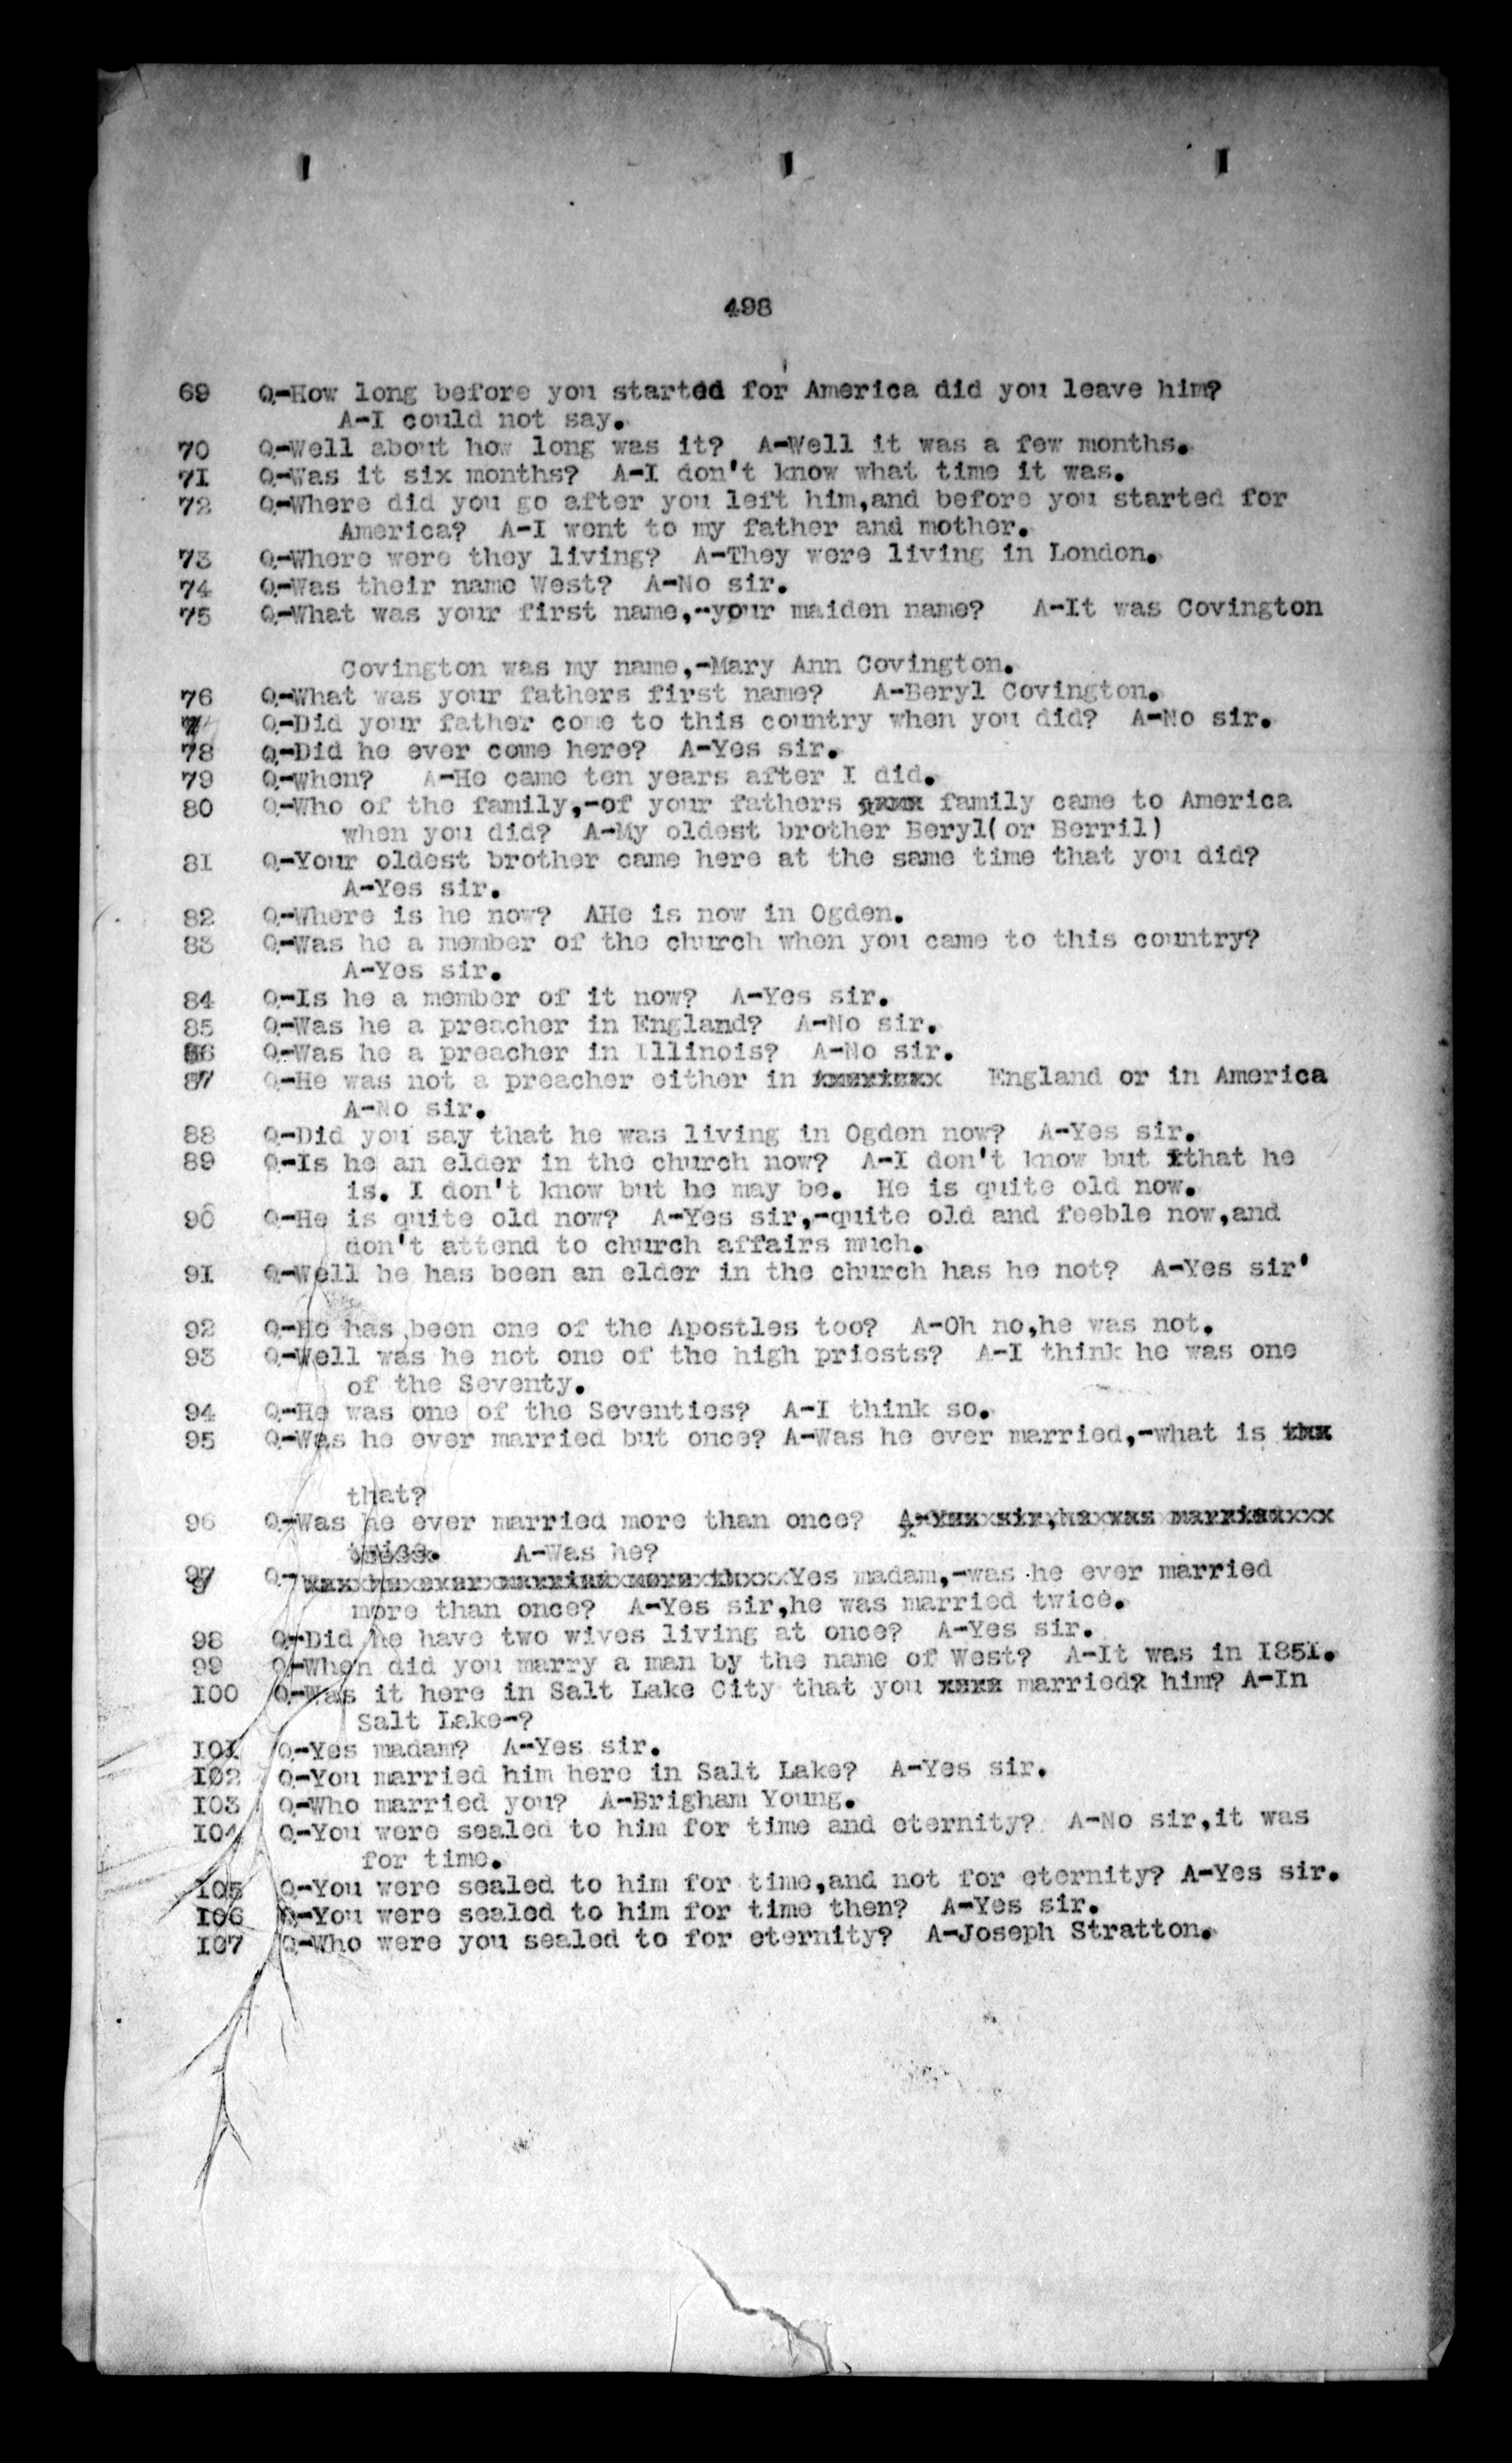 498
69 Q-How long before you started for America did you leave him?
A-I could not say.
70 Q-Well about how long was it? A-Well it was a few months.
71 Q-Was it six months? A-I don't know what time it was.
72 Q-Where did you go after you left him,and before you started for
America? A-I went to my father and mother.
73 Q-Where were they living? A-They were living in London.
74 Q-Was their name West? A-No sir.
75 Q-What was your first name,-your maiden name? A-It was Covington
Covington was my name,-Mary Ann Covington.
76 Q-What was your fathers first name? A-Beryl Covington.
Q-Did your father come to this country when you did? A-No sir.
78 Q-Did he ever come here? A-Yes sir.
79 Q-When? A-He came ten years after I did.
80 Q-Who of the family,-of your fathers family came to America
when you did? A-My oldest brother Beryl(or Berril)
81 Q-Your oldest brother came here at the same time that you did?
A-Yes sir.
82 Q-Where is he now? AHe is now in Ogden.
83 Q-Was he a member of the church when you came to this country?
A-Yes sir.
84 Q-Is he a member of it now? A-Yes sir.
85 Q-Was he a preacher in England? A-No sir.
86 Q-Was he a preacher in Illinois? A-No sir.
87 Q-He was not a preacher either in England or in America
A-No sir.
88 Q-Did you say that he was living in Ogden now? A-Yes sir.
89 Q-Is he an elder in the church now? A-I don't know but that he
is. I don't know but he may be. He is quite old now.
90 Q-He is quite old now? A-Yes sir,-quite old and feeble now,and
don't attend to church affairs much.
91 Q-Well he has been an elder in the church has he not? A-Yes sir'
92 Q-He has been one of the Apostles too? A-Oh no,he was not.
93 Q-Well was he not one of the high priests? A-I think he was one
of the Seventy.
94 Q-He was one of the Seventies? A-I think so.
95 Q-Was he ever married but once? A-Was he ever married,-what is
that?
96 Q-Was he ever married more than once?
A-Was he?
97 Q- Yes madam,-was he ever married
more than once? A-Yes sir,he was married twice.
98 Q-Did he have two wives living at once? A-Yes sir.
99 Q-When did you marry a man by the name of West? A-It was in 1851.
100 Q-Was it here in Salt Lake City that you married? him? A-In
Salt Lake-?
101 Q-Yes madam? A-Yes sir.
102 Q-You married him here in Salt Lake? A-Yes sir.
103 Q-Who married you? A-Brigham Young.
104 Q-You were sealed to him for time and eternity? A-No sir,it was
for time.
105 Q-You were sealed to him for time,and not for eternity? A-Yes sir.
106 Q-You were sealed to him for time then? A-Yes sir.
107 Q-Who were you sealed to for eternity? A-Joseph Stratton.